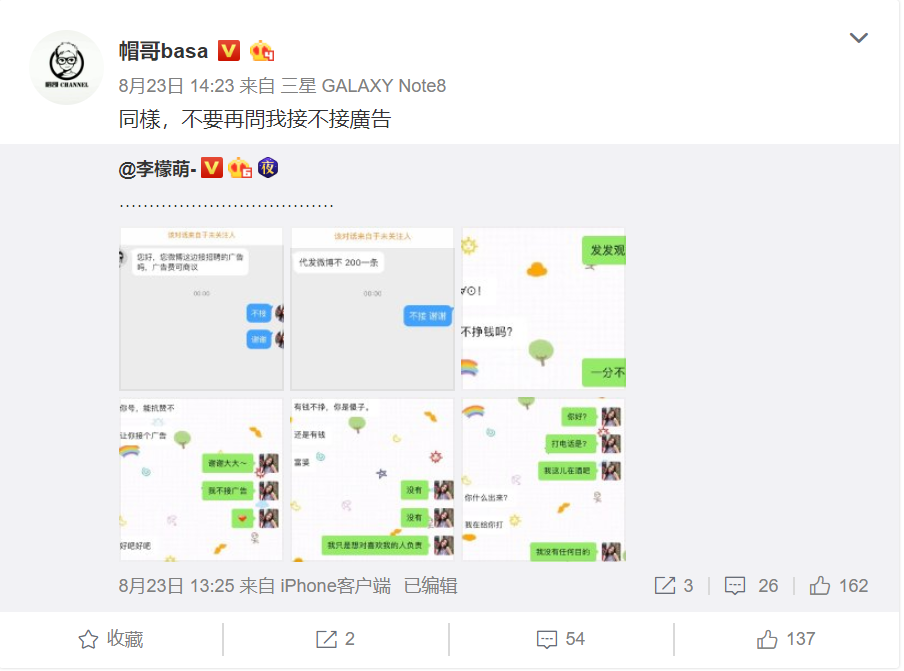 帽哥basa
8月23日 14:23 来自 三星 GALAXY Note8
同樣，不要再問我接不接廣告
帽哥 CHANNEL
@李檬萌-
夜
..................................
该对话来自于未关注人
您好，您微博这边接招聘的广告
吗，广告费可商议
00:00
不接
谢谢
该对话来自于未关注人
代发微博不 200一条
00:00
不接 谢谢
发发观
不挣钱吗?
一分不
你号，能抗赞不
让你接个广告
谢谢大大～
我不接广告
好吧好吧
有钱不挣，你是傻子。
还是有钱
富婆
没有
没有
我只是想对喜欢我的人负责
你好?
打电话是?
我这儿在酒吧
你什么出来?
我在给你打
我没有任何目的
8月23日 13:25 来自 iPhone客户端 已编辑
3
26
162
收藏
2
54
137